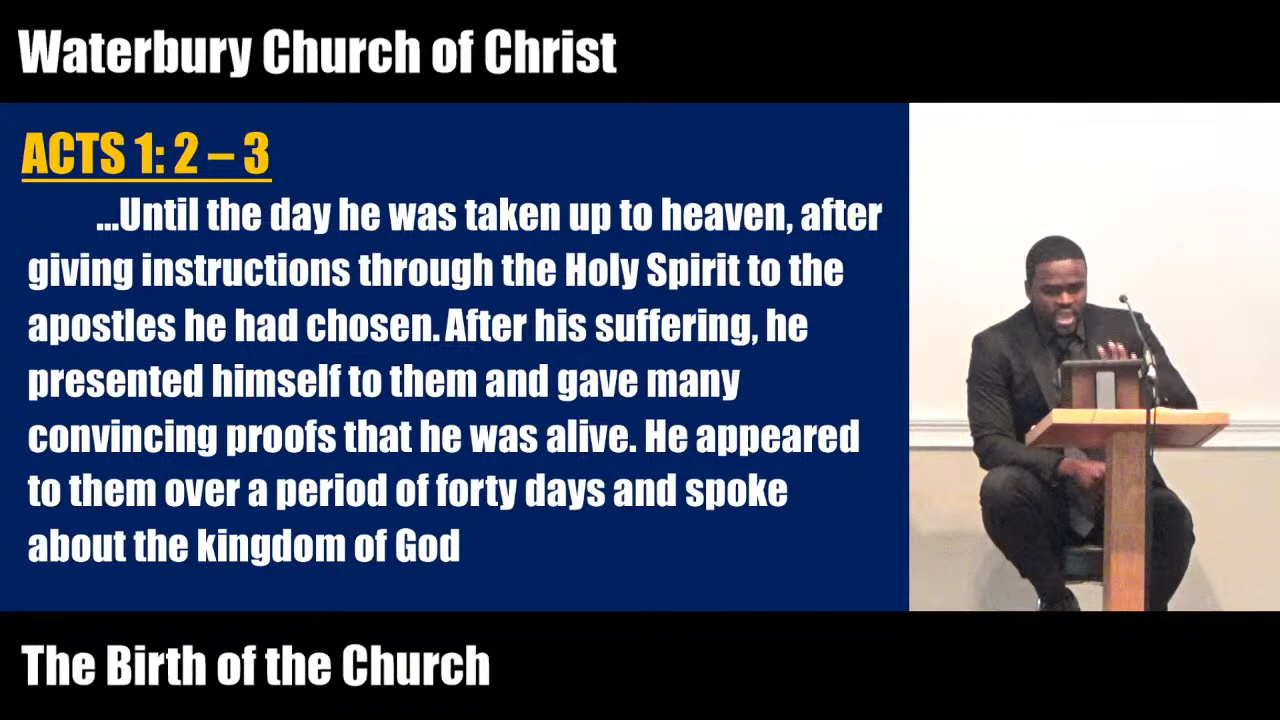 Waterbury Church of Christ
ACTS 1: 2 – 3
...Until the day he was taken up to heaven, after
giving instructions through the Holy Spirit to the
apostles he had chosen. After his suffering, he
presented himself to them and gave many
convincing proofs that he was alive. He appeared
to them over a period of forty days and spoke
about the kingdom of God
The Birth of the Church